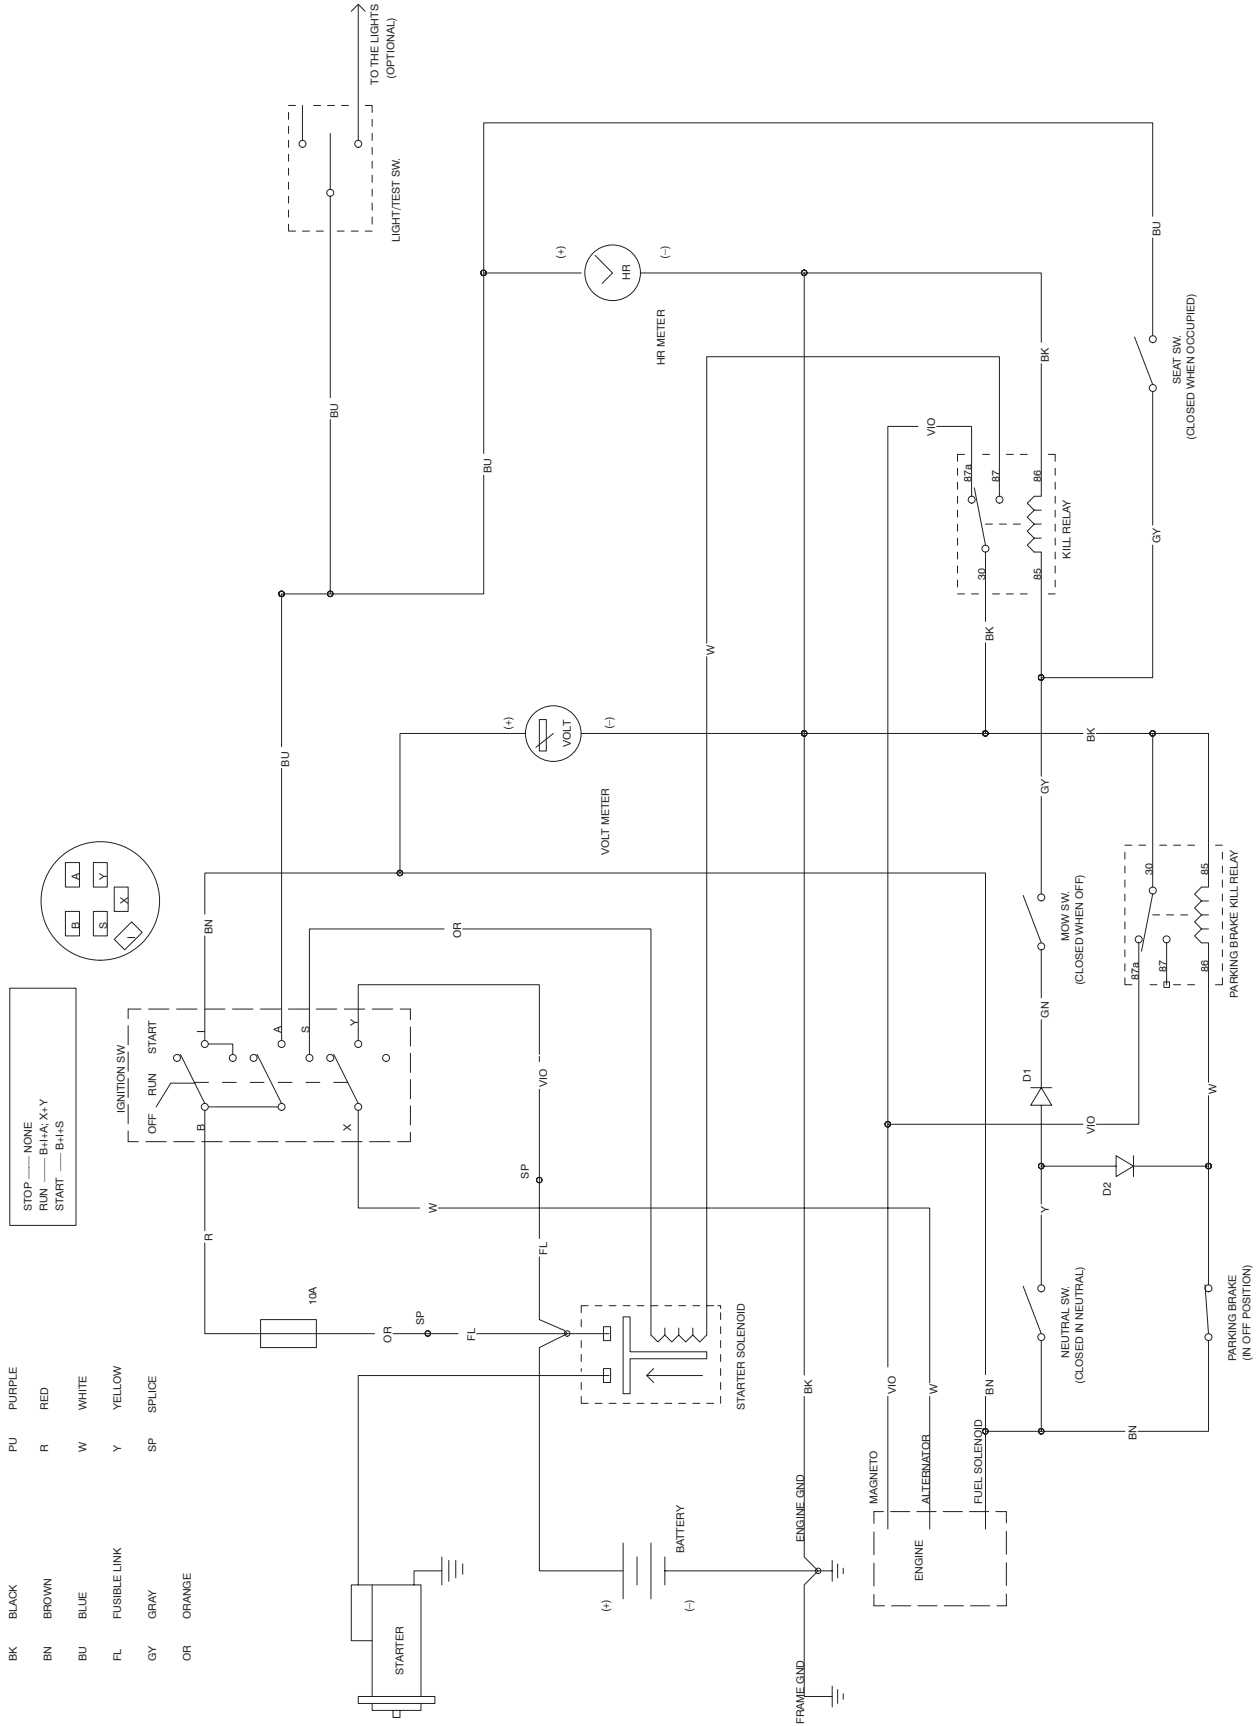 BK BLACK
BN BROWN
BU BLUE
FL FUSIBLE LINK
GY GRAY
OR ORANGE
PU PURPLE
R RED
W WHITE
Y YELLOW
SP SPLICE
STOP —— NONE
RUN —— B+I+A; X+Y
START —— B+I+S
B
A
S
Y
I
X
IGNITION SW
OFF RUN START
B
X
I
A
S
Y
TO THE LIGHTS
(OPTIONAL)
LIGHT/TEST SW.
BU
BU
BU
BN
R
10A
OR
SP
FL
OR
VIO
SP
FL
W
STARTER
STARTER SOLENOID
(+)
VOLT
(–)
VOLT METER
(+)
HR
(–)
HR METER
W
(+)
(–)
BATTERY
BK
ENGINE GND
FRAME GND
ENGINE
MAGNETO
ALTERNATOR
FUEL SOLENOID
VIO
W
BN
VIO
87a
87
86
30
85
KILL RELAY
BK
BK
BU
SEAT SW.
(CLOSED WHEN OCCUPIED)
GY
BK
GY
MOW SW.
(CLOSED WHEN OFF)
GN
D1
VIO
D2
Y
NEUTRAL SW.
(CLOSED IN NEUTRAL)
BN
30
85
87a
87
86
PARKING BRAKE KILL RELAY
W
PARKING BRAKE
(IN OFF POSITION)